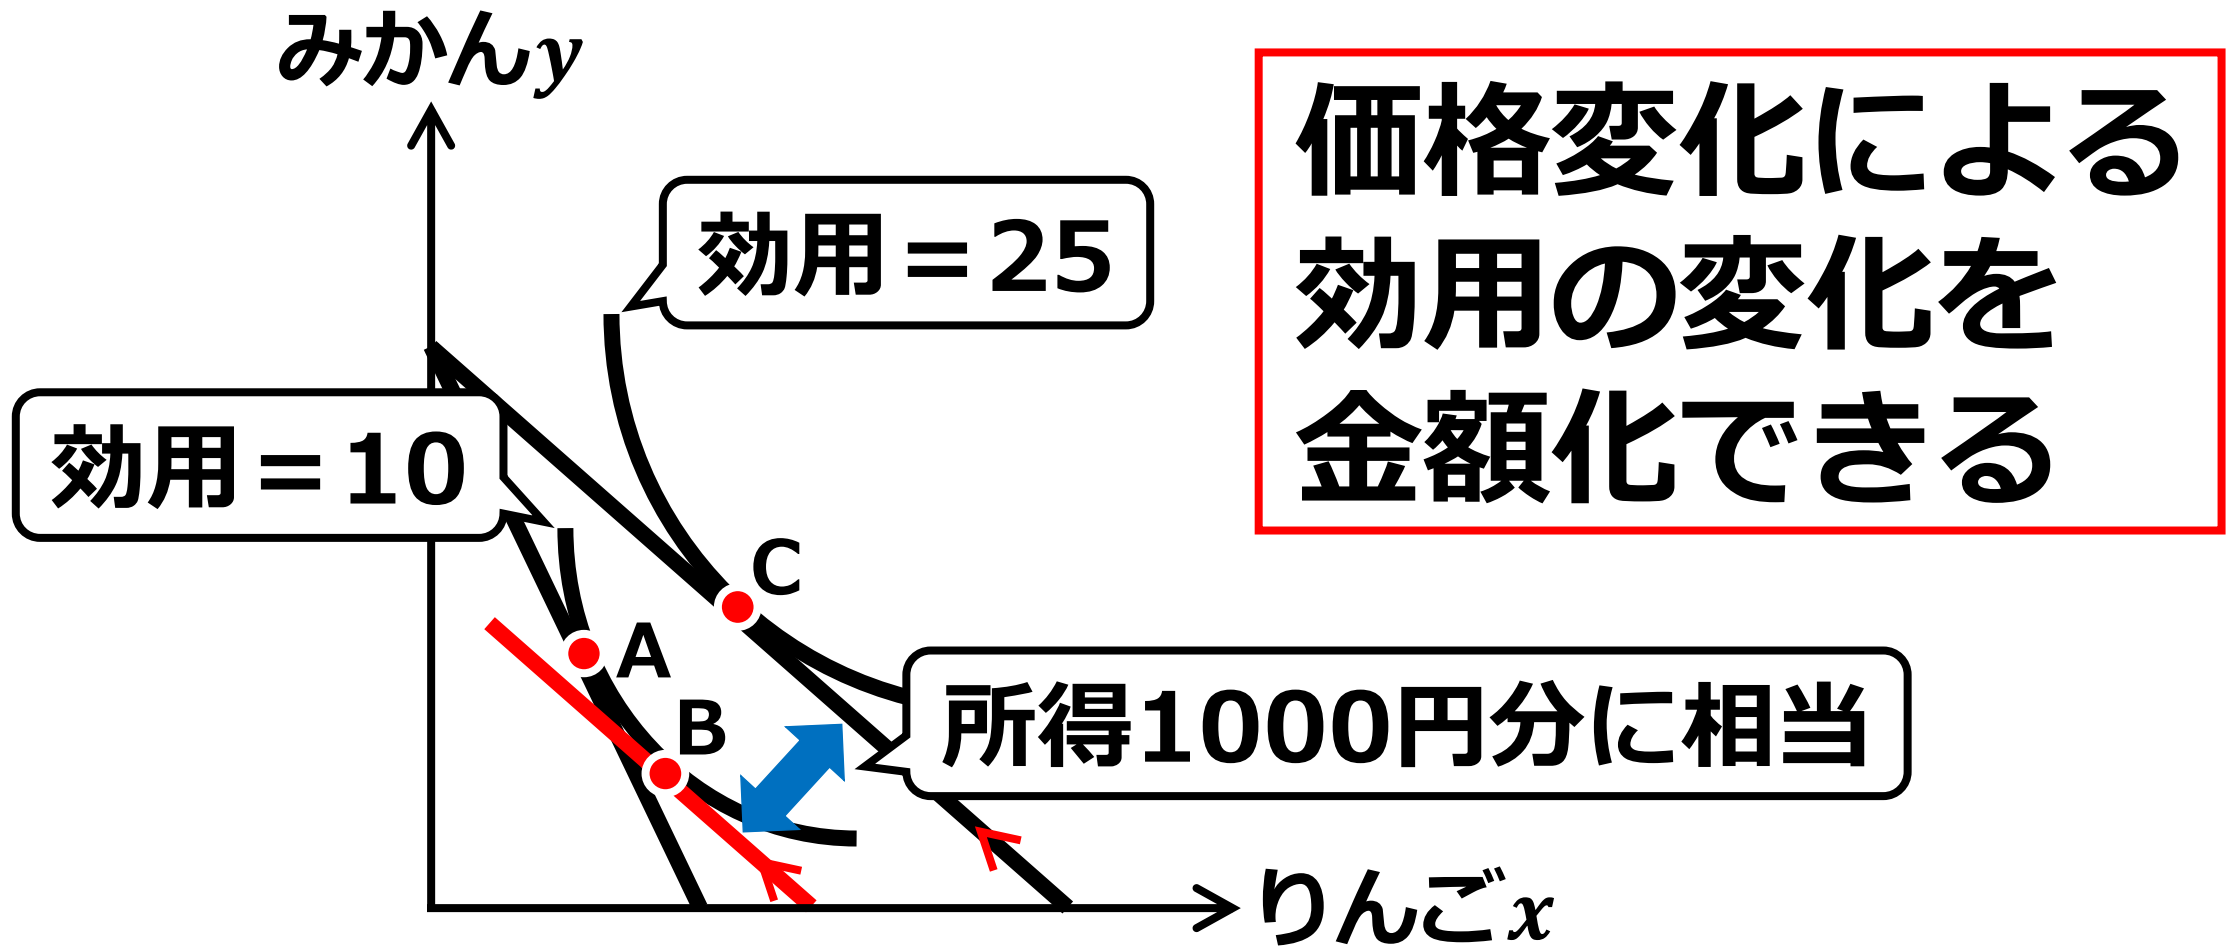 みかんy
価格変化による
効用の変化を
金額化できる
効用＝25
効用＝10
C
A
B
所得1000円分に相当
りんごx